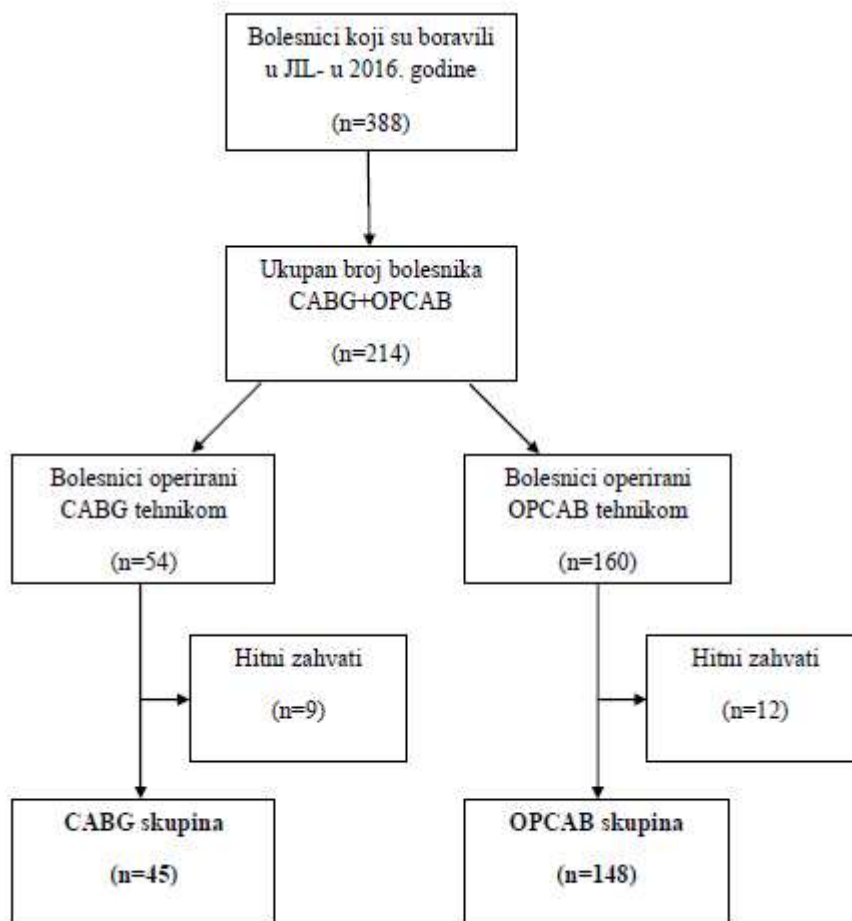 Bolesnici koji su boravili
u JIL- u 2016. godine
(n=388)
Ukupan broj bolesnika
CABG+OPCAB
(n=214)
Bolesnici operirani
CABG tehnikom
(n=54)
Bolesnici operirani
OPCAB tehnikom
(n=160)
Hitni zahvati
(n=9)
Hitni zahvati
(n=12)
CABG skupina
(n=45)
OPCAB skupina
(n=148)